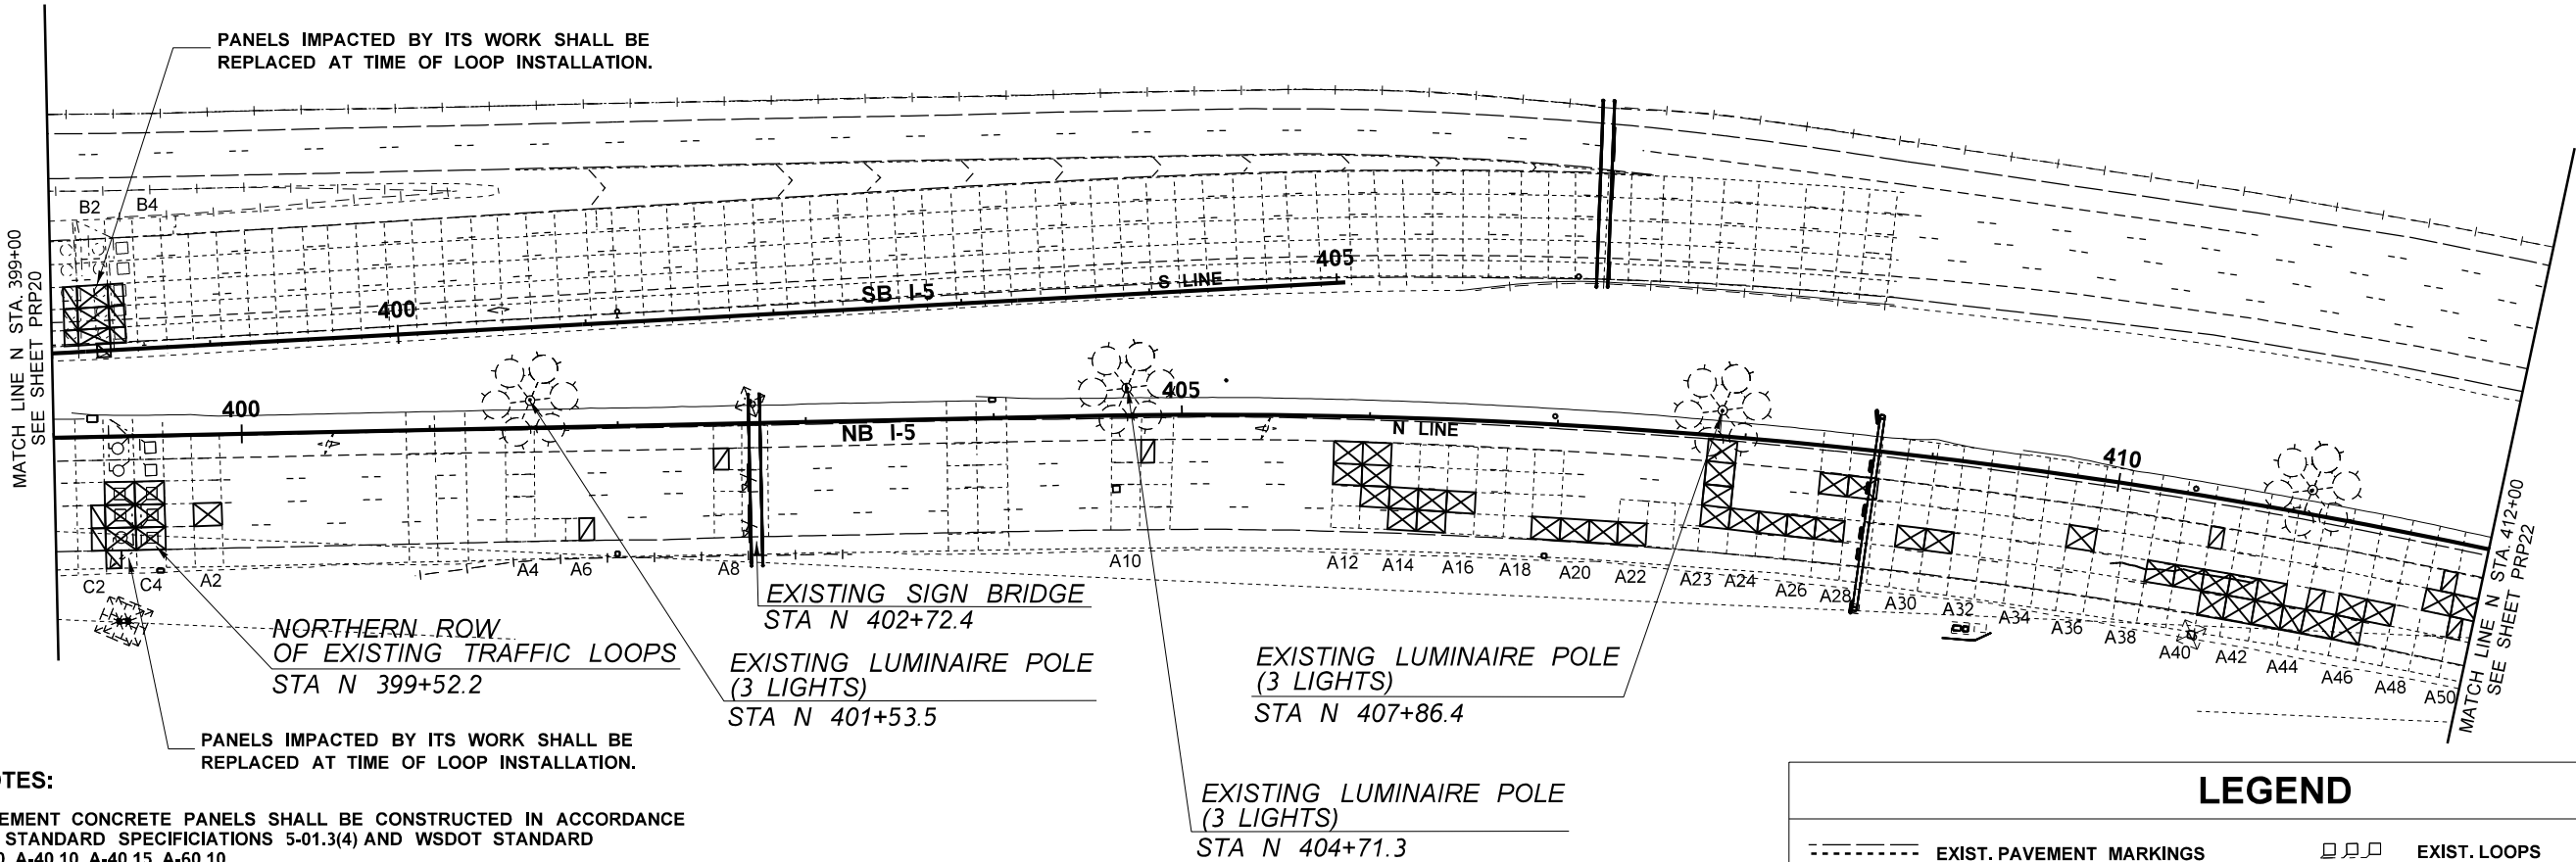 PANELS IMPACTED BY ITS WORK SHALL BE
REPLACED AT TIME OF LOOP INSTALLATION.
MATCH LINE N STA. 399+00
SEE SHEET PRP20
B2
B4
400
SB I-5
S LINE
405
400
NB I-5
405
N LINE
410
C2
C4
A2
A4
A6
A8
A10
A12
A14
A16
A18
A20
A22
A23
A24
A26
A28
A30
A32
A34
A36
A38
A40
A42
A44
A46
A48
A50
MATCH LINE N STA. 412+00
SEE SHEET PRP22
EXISTING SIGN BRIDGE
STA N 402+72.4
NORTHERN ROW
OF EXISTING TRAFFIC LOOPS
STA N 399+52.2
EXISTING LUMINAIRE POLE
(3 LIGHTS)
STA N 401+53.5
EXISTING LUMINAIRE POLE
(3 LIGHTS)
STA N 407+86.4
PANELS IMPACTED BY ITS WORK SHALL BE
REPLACED AT TIME OF LOOP INSTALLATION.
EXISTING LUMINAIRE POLE
(3 LIGHTS)
STA N 404+71.3
OTES:
EMENT CONCRETE PANELS SHALL BE CONSTRUCTED IN ACCORDANCE
STANDARD SPECIFICIATIONS 5-01.3(4) AND WSDOT STANDARD
0, A-40.10, A-40.15, A-60.10
LEGEND
EXIST. PAVEMENT MARKINGS
EXIST. LOOPS